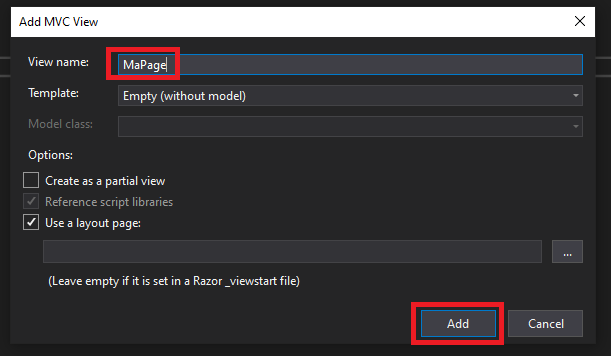 Add MVC View
View name:
MaPage
Template:
Empty (without model)
Model class:
Options:
Create as a partial view
Reference script libraries
Use a layout page:
...
(Leave empty if it is set in a Razor _viewstart file)
Add
Cancel